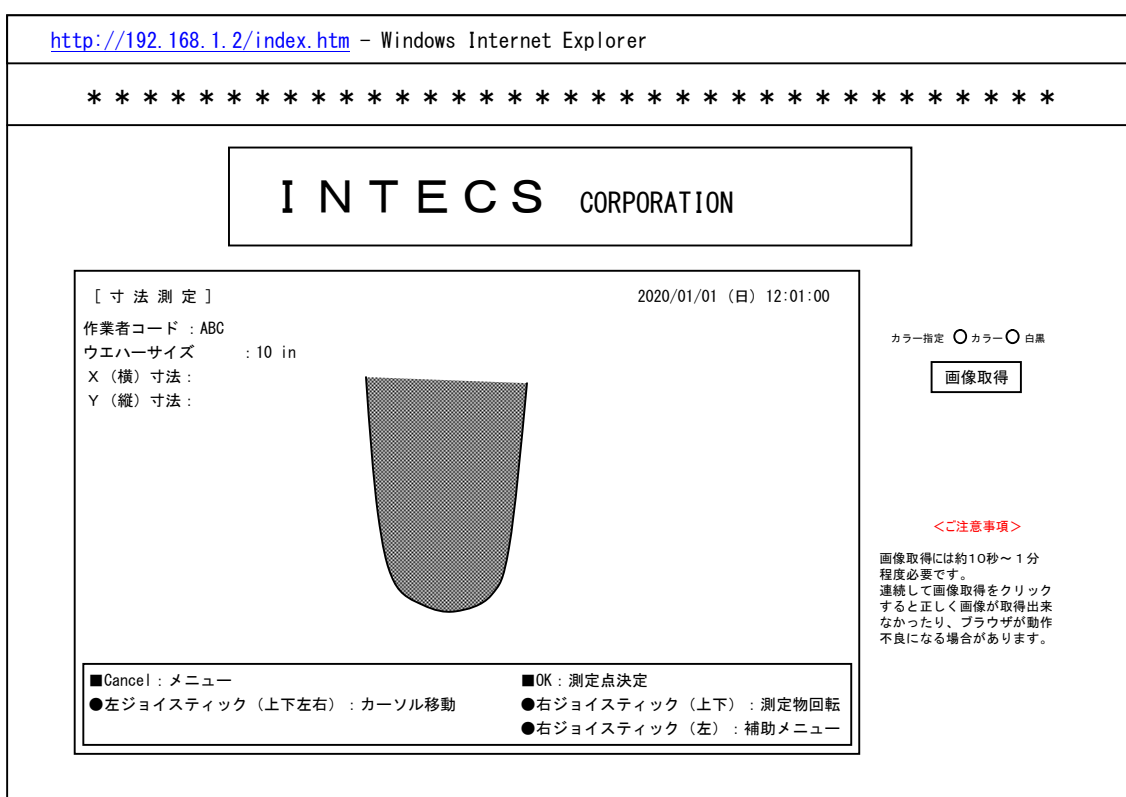 http://192.168.1.2/index.htm – Windows Internet Explorer
＊＊＊＊＊＊＊＊＊＊＊＊＊＊＊＊＊＊＊＊＊＊＊＊＊＊＊＊＊＊＊＊＊＊＊
ＩＮＴＥＣＳ CORPORATION
[ 寸 法 測 定 ] 2020/01/01 (日) 12:01:00
作業者コード :ABC
ウエハーサイズ :10 in
Ｘ（横）寸法:
Ｙ（縦）寸法:
カラー指定 ○カラー○ 白黒
画像取得
＜ご注意事項＞
画像取得には約１０秒～１分
程度必要です。
連続して画像取得をクリック
すると正しく画像が取得出来
なかったり、ブラウザが動作
不良になる場合があります。
■Cancel：メニュー ■OK：測定点決定
●左ジョイスティック（上下左右）：カーソル移動 ●右ジョイスティック（上下）：測定物回転
●右ジョイスティック（左）：補助メニュー